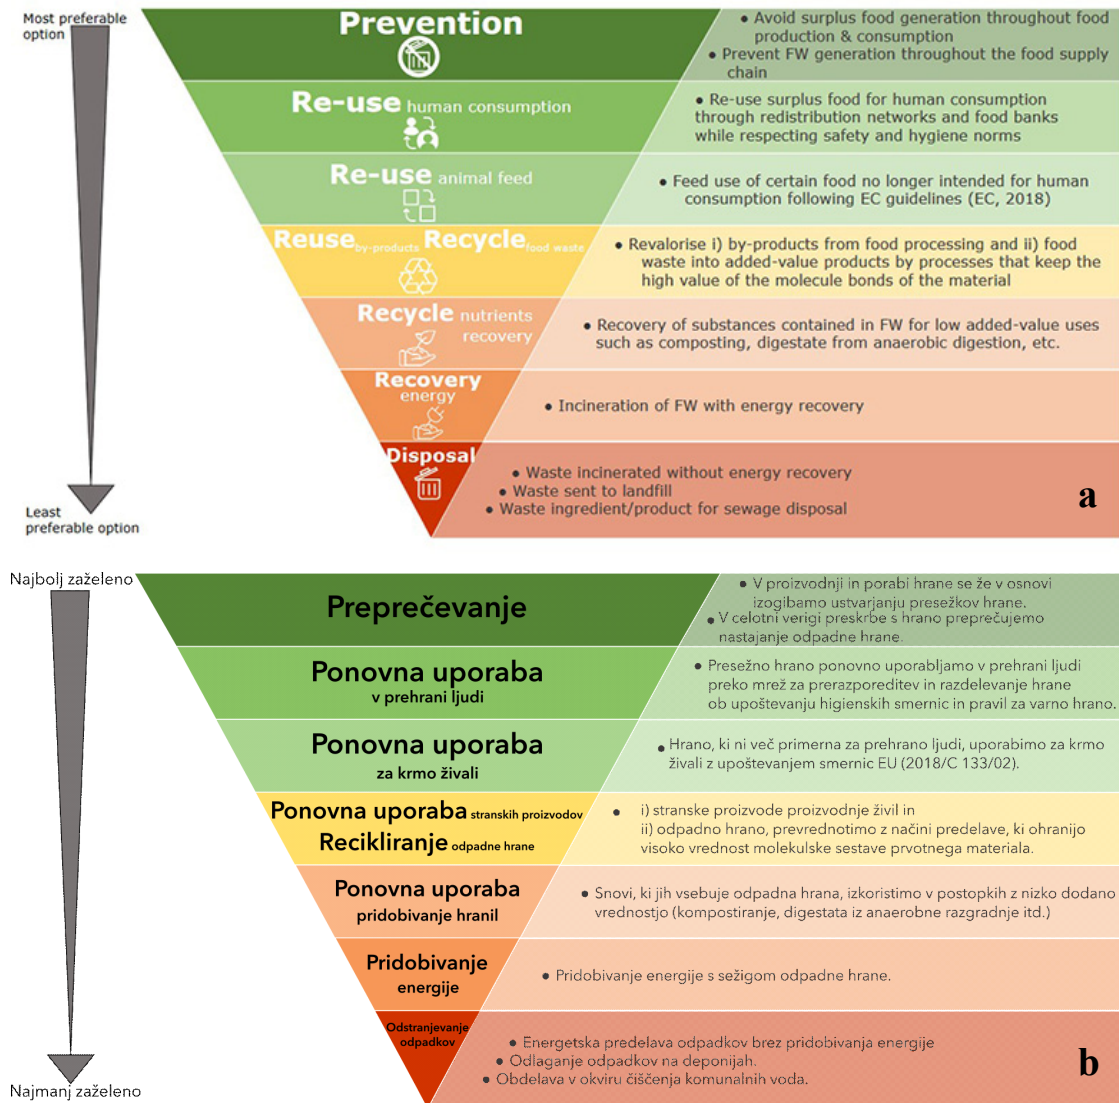 Most preferable
option
Prevention
• Avoid surplus food generation throughout food
production & consumption
• Prevent FW generation throughout the food supply
chain
Re-use human consumption
• Re-use surplus food for human consumption
through redistribution networks and food banks
while respecting safety and hygiene norms
Re-use animal feed
• Feed use of certain food no longer intended for human
consumption following EC guidelines (EC, 2018)
Reuse by-products Recycle food waste
• Revalorise i) by-products from food processing and ii) food
waste into added-value products by processes that keep the
high value of the molecule bonds of the material
Recycle nutrients
recovery
• Recovery of substances contained in FW for low added-value uses
such as composting, digestate from anaerobic digestion, etc.
Recovery
energy
• Incineration of FW with energy recovery
Disposal
• Waste incinerated without energy recovery
• Waste sent to landfill
• Waste ingredient/product for sewage disposal
Least
preferable option
a
Najbolj zaželeno
Preprečevanje
• V proizvodnji in porabi hrane se že v osnovi
izogibamo ustvarjanju presežkov hrane.
• V celotni verigi preskrbe s hrano preprečujemo
nastajanje odpadne hrane.
Ponovna uporaba
v prehrani ljudi
• Presežno hrano ponovno uporabljamo v prehrani ljudi
preko mrež za prerazporeditev in razdelevanje hrane
ob upoštevanju higienskih smernic in pravil za varno hrano.
Ponovna uporaba
za krmo živali
• Hrano, ki ni več primerna za prehrano ljudi, uporabimo za krmo
živali z upoštevanjem smernic EU (2018/C 133/02).
Ponovna uporaba stranskih proizvodov
Recikliranje odpadne hrane
• i) stranske proizvode proizvodnje živil in
ii) odpadno hrano, prevrednotimo z načini predelave, ki ohranijo
visoko vrednost molekulske sestave prvotnega materiala.
Ponovna uporaba
pridobivanje hranil
• Snovi, ki jih vsebuje odpadna hrana, izkoristimo v postopkih z nizko dodano
vrednostjo (kompostiranje, digestata iz anaerobne razgradnje itd.)
Pridobivanje
energije
• Pridobivanje energije s sežigom odpadne hrane.
Odstranjevanje
odpadkov
• Energetska predelava odpadkov brez pridobivanja energije
• Odlaganje odpadkov na deponijah.
• Obdelava v okviru čiščenja komunalnih voda.
Najmanj zaželeno
b